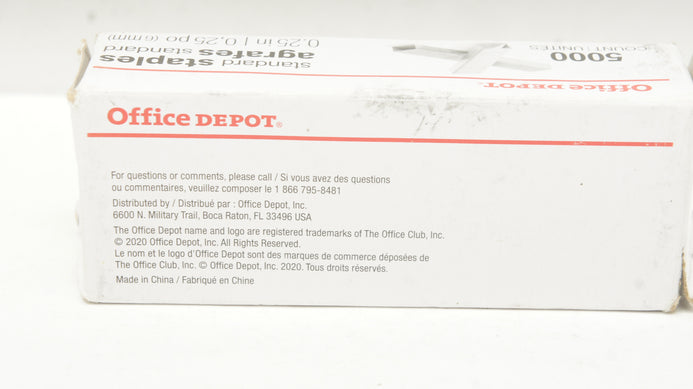 standard staples
agrafes standard
0.25 in | 0,25 po (6 mm)
5000
COUNT/UNITÉS
Office DEPOT
Office DEPOT®
For questions or comments, please call / Si vous avez des questions
ou commentaires, veuillez composer le 1 866 795-8481
Distributed by / Distribué par : Office Depot, Inc.
6600 N. Military Trail, Boca Raton, FL 33496 USA
The Office Depot name and logo are registered trademarks of The Office Club, Inc.
© 2020 Office Depot, Inc. All Rights Reserved.
Le nom et le logo d'Office Depot sont des marques de commerce déposées de
The Office Club, Inc. © Office Depot, Inc. 2020. Tous droits réservés.
Made in China / Fabriqué en Chine